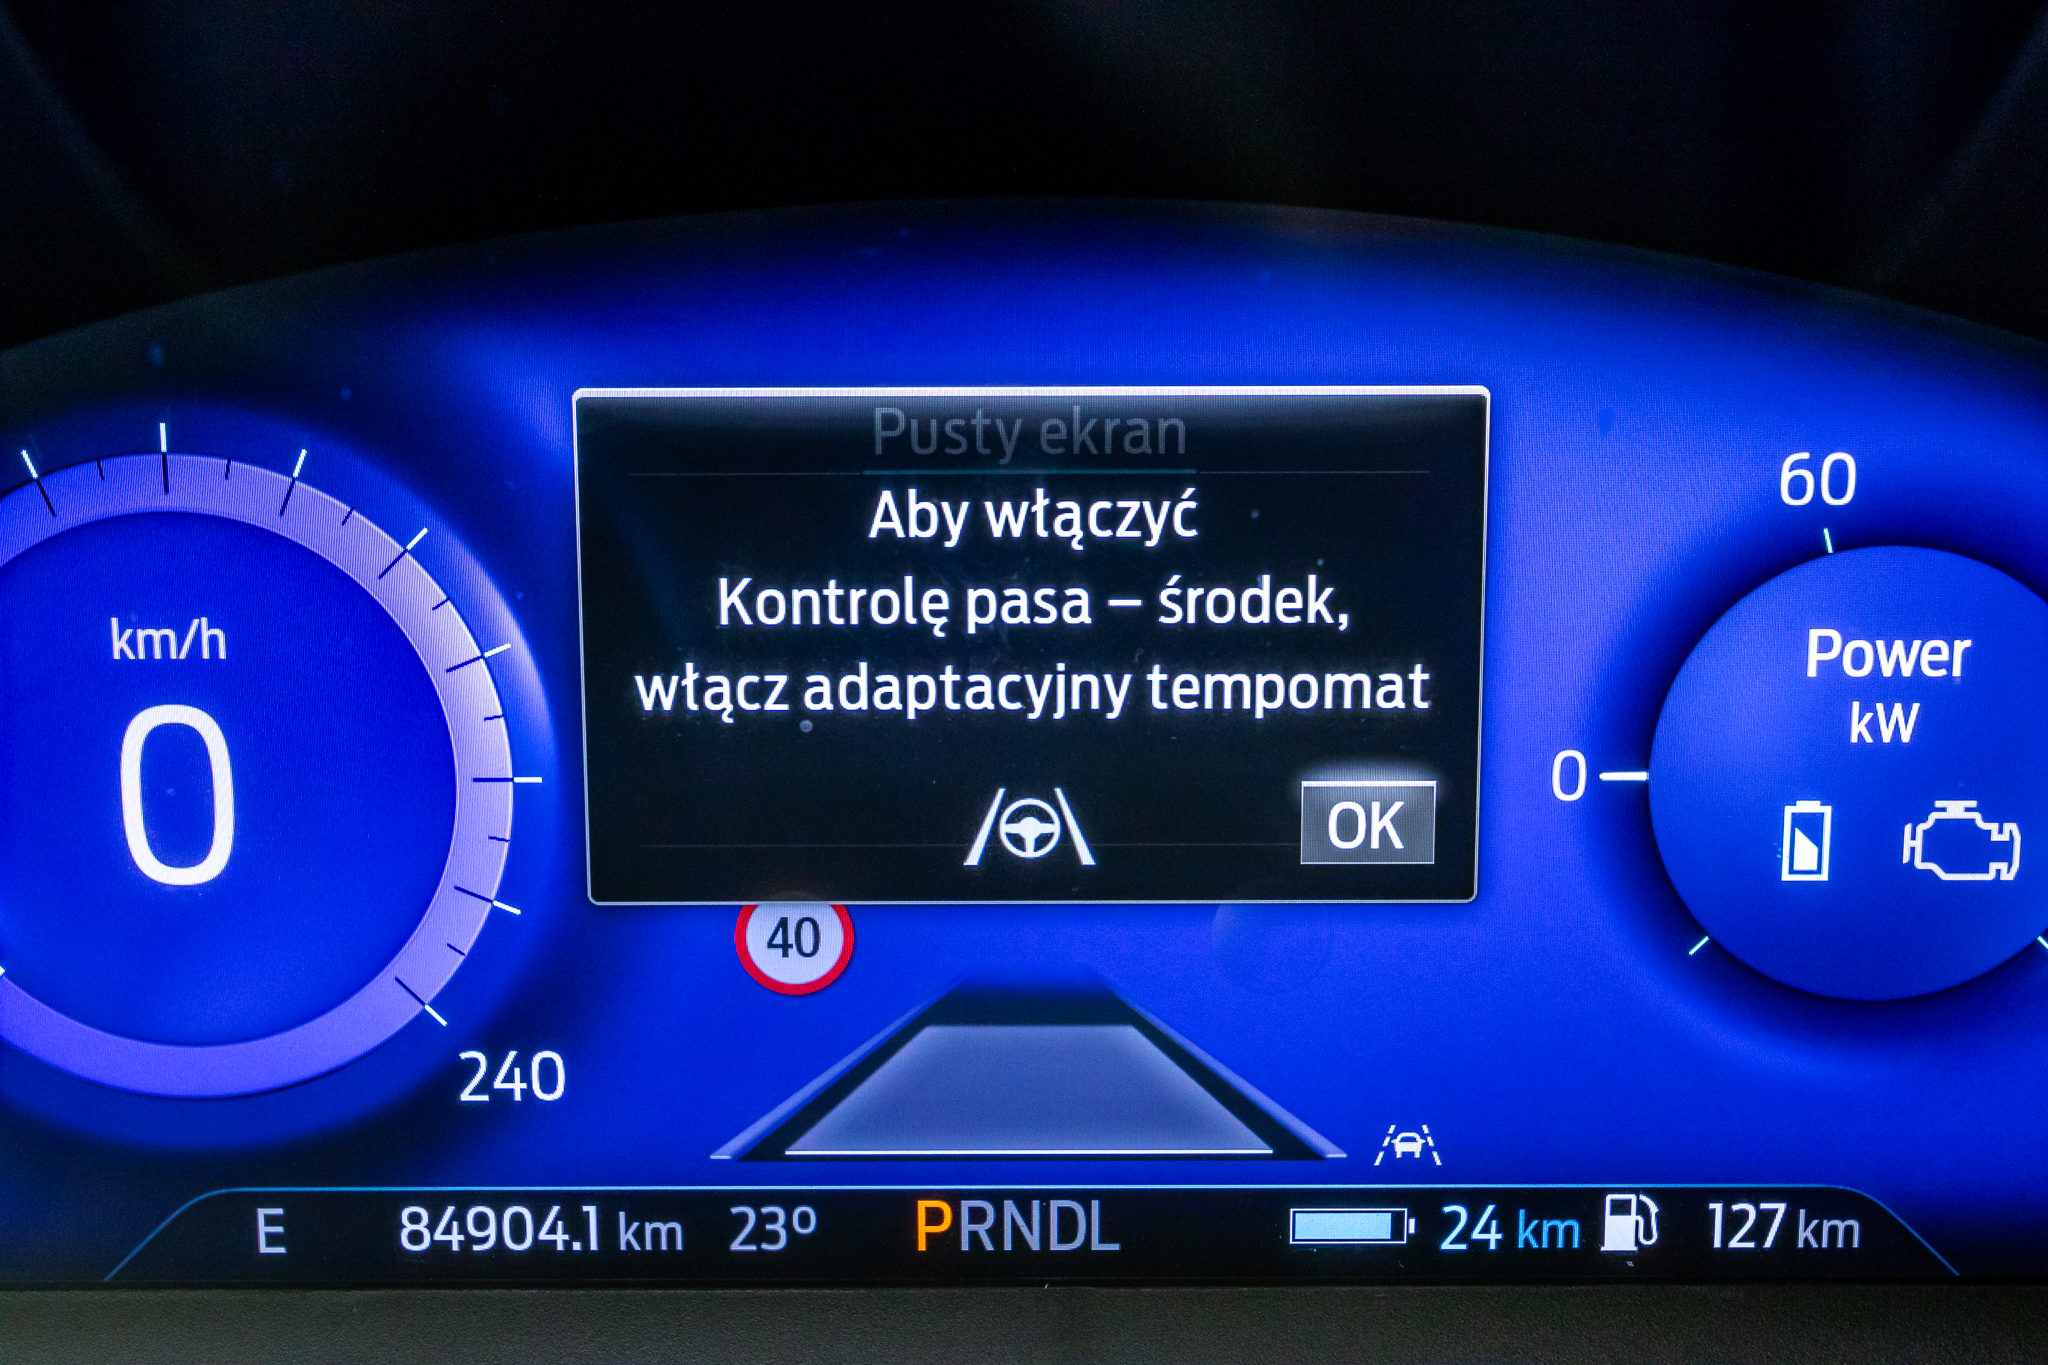 Pusty ekran
Aby włączyć
Kontrolę pasa – środek,
włącz adaptacyjny tempomat
OK
km/h
0
240
40
60
0
Power
kW
E 84904.1 km 23º PRNDL 24 km 127 km